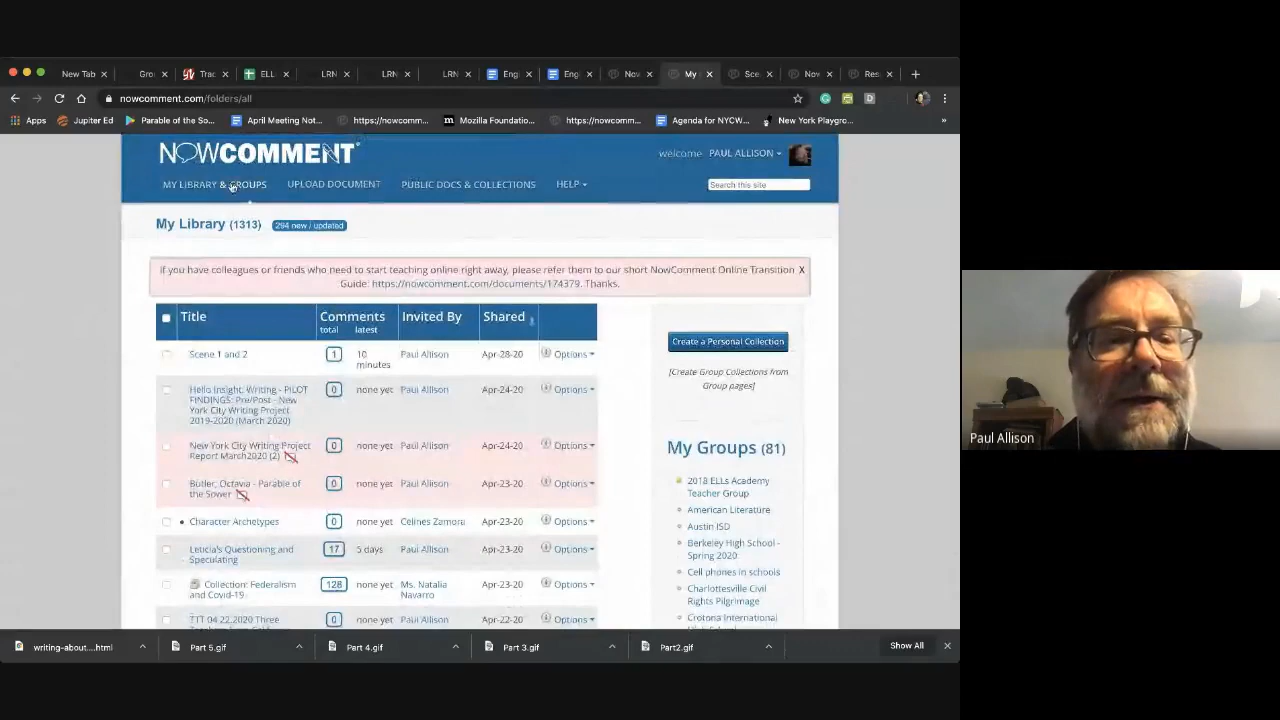 New Tab
Gro
Trac
ELL
LRN
LRN
LRN
Engl
Eng
Nov
My
Sce
Nov
Res
nowcomment.com/folders/all
Apps
Jupiter Ed
Parable of the So...
April Meeting Not...
https://nowcomm...
Mozilla Foundatio...
https://nowcomm...
Agenda for NYCW...
New York Playgro...
»
NOWCOMMENT®
welcome PAUL ALLISON
MY LIBRARY & GROUPS
UPLOAD DOCUMENT
PUBLIC DOCS & COLLECTIONS
HELP
Search this site
My Library (1313)
294 new / updated
If you have colleagues or friends who need to start teaching online right away, please refer them to our short NowComment Online Transition
X
Guide: https://nowcomment.com/documents/174379. Thanks.
Title
Comments
total latest
Invited By
Shared
Scene 1 and 2
1
10
minutes
Paul Allison
Apr-28-20
Options
Hello Insight: Writing - PILOT
FINDINGS: Pre/Post - New
York City Writing Project
2019-2020 (March 2020)
0
none yet
Paul Allison
Apr-24-20
Options
New York City Writing Project
Report March2020 (2)
0
none yet
Paul Allison
Apr-24-20
Options
Butler, Octavia - Parable of
the Sower
0
none yet
Paul Allison
Apr-23-20
Options
Character Archetypes
0
none yet
Celines Zamora
Apr-23-20
Options
Leticia's Questioning and
Speculating
17
5 days
Paul Allison
Apr-23-20
Options
Collection: Federalism
and Covid-19
128
none yet
Ms. Natalia
Navarro
Apr-23-20
Options
TTT 04.22.2020 Three
0
none yet
Paul Allison
Apr-22-20
Options
Create a Personal Collection
[Create Group Collections from
Group pages]
My Groups (81)
2018 ELLs Academy
Teacher Group
American Literature
Austin ISD
Berkeley High School -
Spring 2020
Cell phones in schools
Charlottesville Civil
Rights Pilgrimage
Crotona International
writing-about....html
Part 5.gif
Part 4.gif
Part 3.gif
Part2.gif
Show All
Paul Allison